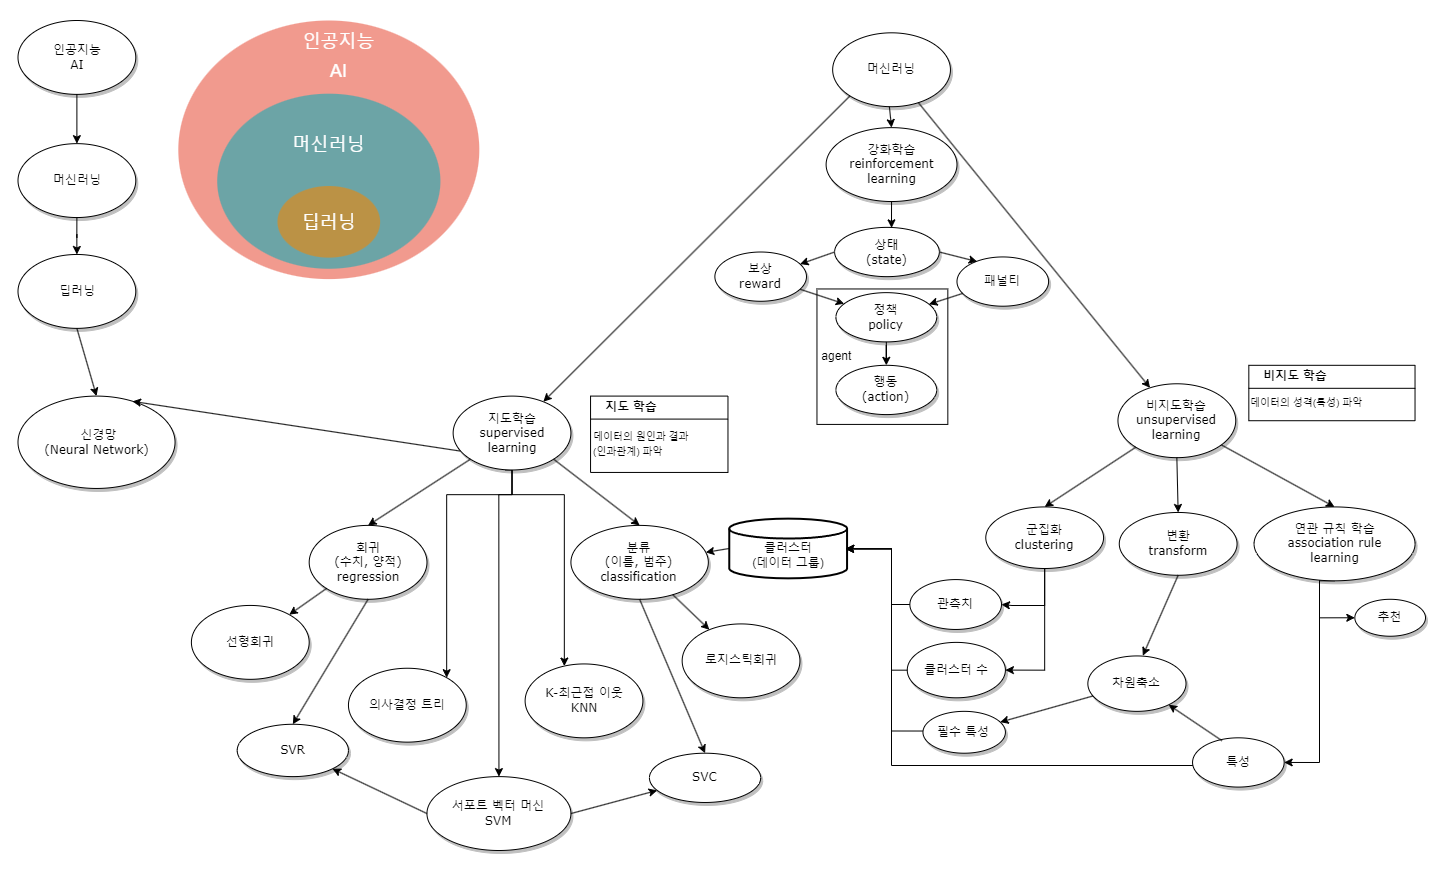 인공지능
AI
머신러닝
딥러닝
신경망
(Neural Network)
인공지능
AI
머신러닝
딥러닝
머신러닝
강화학습
reinforcement
learning
상태
(state)
보상
reward
패널티
정책
policy
agent
행동
(action)
지도학습
supervised
learning
지도 학습
데이터의 원인과 결과
(인과관계) 파악
비지도학습
unsupervised
learning
비지도 학습
데이터의 성격(특성) 파악
회귀
(수치, 양적)
regression
분류
(이름, 범주)
classification
클러스터
(데이터 그룹)
군집화
clustering
변환
transform
연관 규칙 학습
association rule
learning
선형회귀
의사결정 트리
K-최근접 이웃
KNN
로지스틱회귀
관측치
클러스터 수
필수 특성
차원축소
추천
특성
SVR
서포트 벡터 머신
SVM
SVC